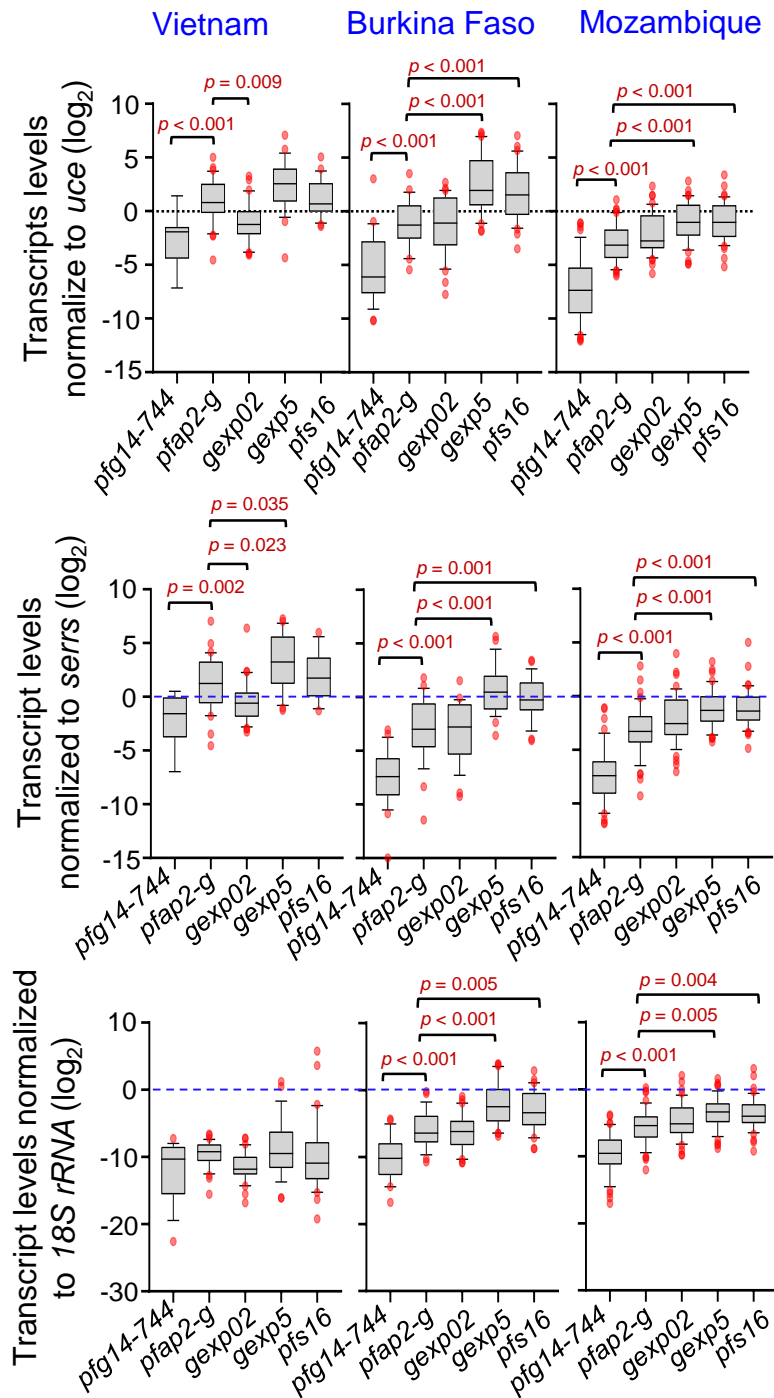 Vietnam Burkina Faso Mozambique
Transcripts levels
normalize to uce (log2)
10
5
0
-5
-10
-15
p < 0.001
p = 0.009
p < 0.001
p < 0.001
p < 0.001
p < 0.001
p < 0.001
p < 0.001
pfg14-744
pfap2-g
gexp02
gexp5
pfs16
pfg14-744
pfap2-g
gexp02
gexp5
pfs16
pfg14-744
pfap2-g
gexp02
gexp5
pfs16
Transcript levels
normalized to serrs (log2)
10
5
0
-5
-10
-15
p = 0.002
p = 0.023
p = 0.035
p < 0.001
p < 0.001
p = 0.001
p < 0.001
p < 0.001
p < 0.001
pfg14-744
pfap2-g
gexp02
gexp5
pfs16
pfg14-744
pfap2-g
gexp02
gexp5
pfs16
pfg14-744
pfap2-g
gexp02
gexp5
pfs16
Transcript levels normalized
to 18S rRNA (log2)
10
0
-10
-20
-30
p < 0.001
p < 0.001
p = 0.005
p < 0.001
p = 0.005
p = 0.004
pfg14-744
pfap2-g
gexp02
gexp5
pfs16
pfg14-744
pfap2-g
gexp02
gexp5
pfs16
pfg14-744
pfap2-g
gexp02
gexp5
pfs16